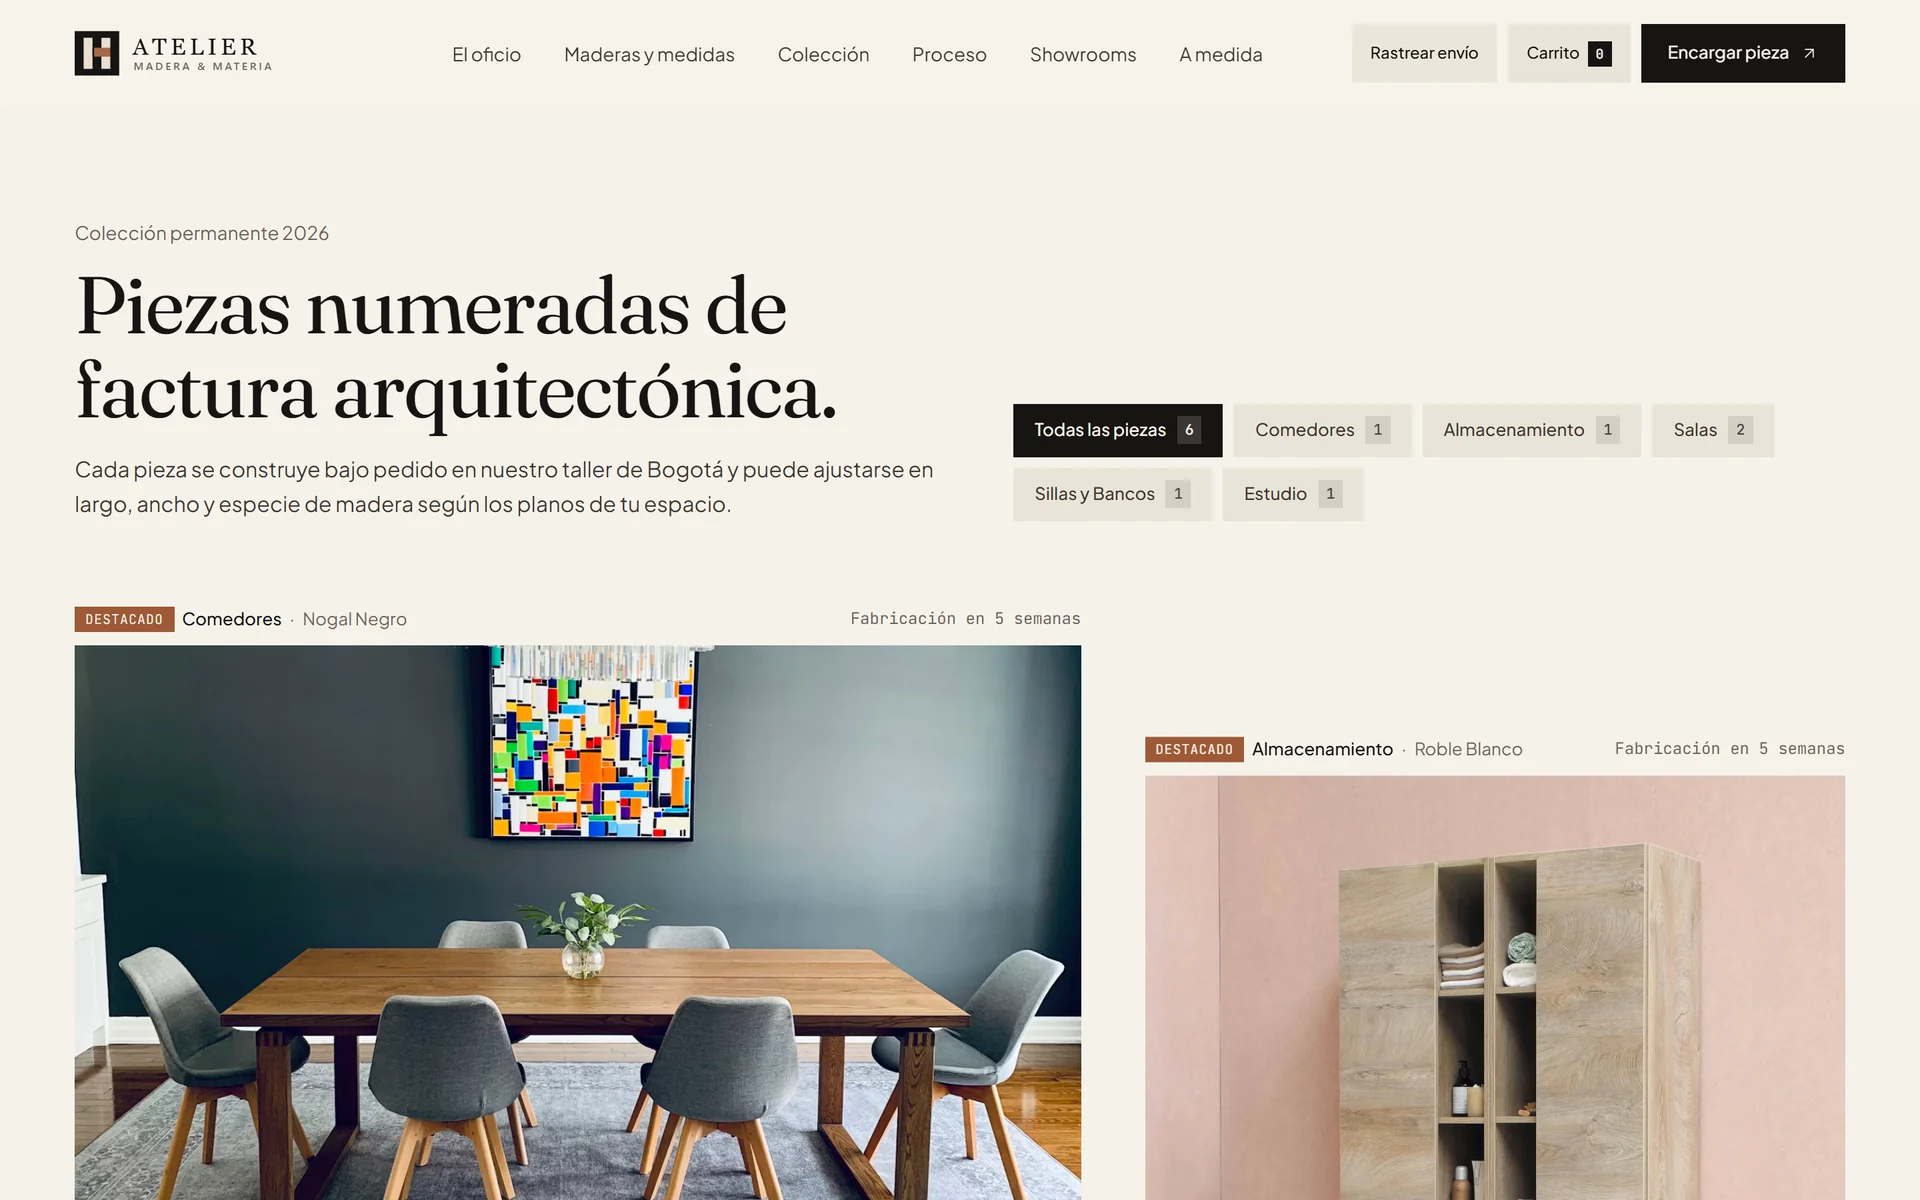 ATELIER
MADERA & MATERIA
El oficio
Maderas y medidas
Colección
Proceso
Showrooms
A medida
Rastrear envío
Carrito 0
Encargar pieza
Colección permanente 2026
Piezas numeradas de
factura arquitectónica.
Cada pieza se construye bajo pedido en nuestro taller de Bogotá y puede ajustarse en
largo, ancho y especie de madera según los planos de tu espacio.
Todas las piezas 6
Comedores 1
Almacenamiento 1
Salas 2
Sillas y Bancos 1
Estudio 1
DESTACADO Comedores · Nogal Negro
Fabricación en 5 semanas
DESTACADO Almacenamiento · Roble Blanco
Fabricación en 5 semanas